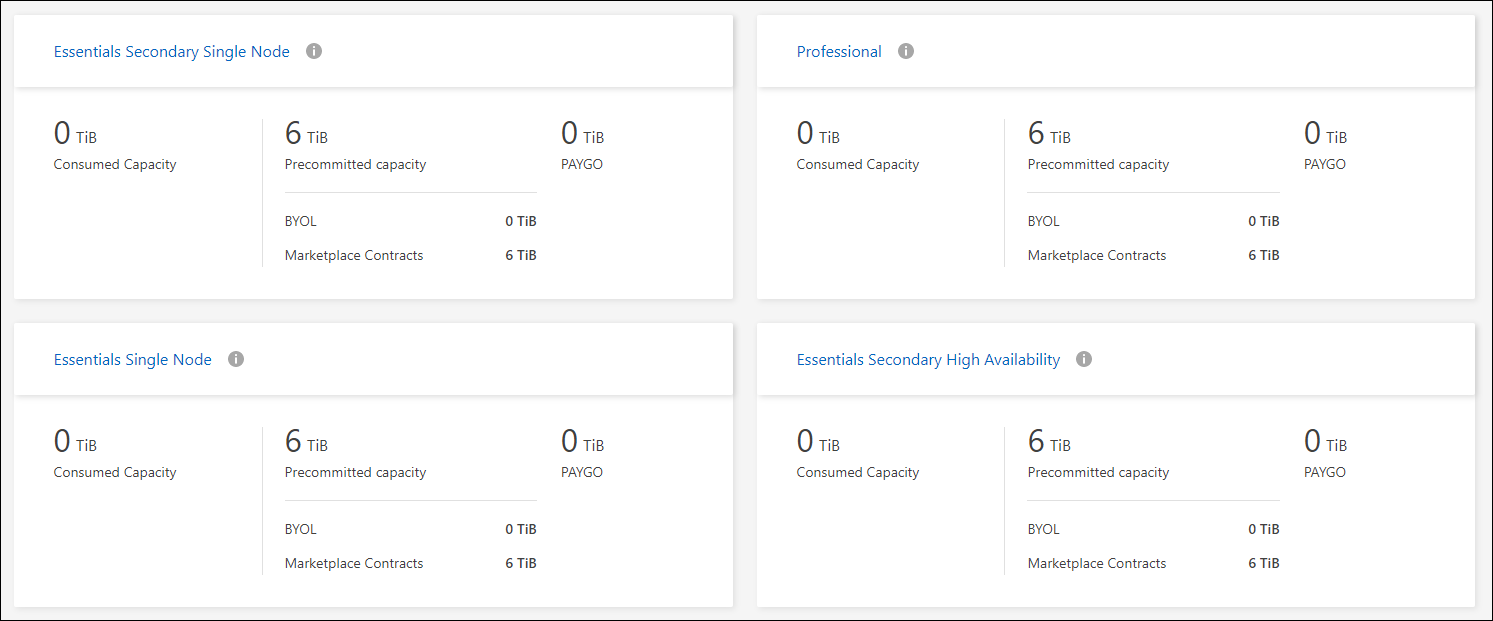 Essentials Secondary Single Node
0 TiB
Consumed Capacity
6 TiB
Precommitted capacity
BYOL 0 TiB
Marketplace Contracts 6 TiB
0 TiB
PAYGO
Professional
0 TiB
Consumed Capacity
6 TiB
Precommitted capacity
BYOL 0 TiB
Marketplace Contracts 6 TiB
0 TiB
PAYGO
Essentials Single Node
0 TiB
Consumed Capacity
6 TiB
Precommitted capacity
BYOL 0 TiB
Marketplace Contracts 6 TiB
0 TiB
PAYGO
Essentials Secondary High Availability
0 TiB
Consumed Capacity
6 TiB
Precommitted capacity
BYOL 0 TiB
Marketplace Contracts 6 TiB
0 TiB
PAYGO